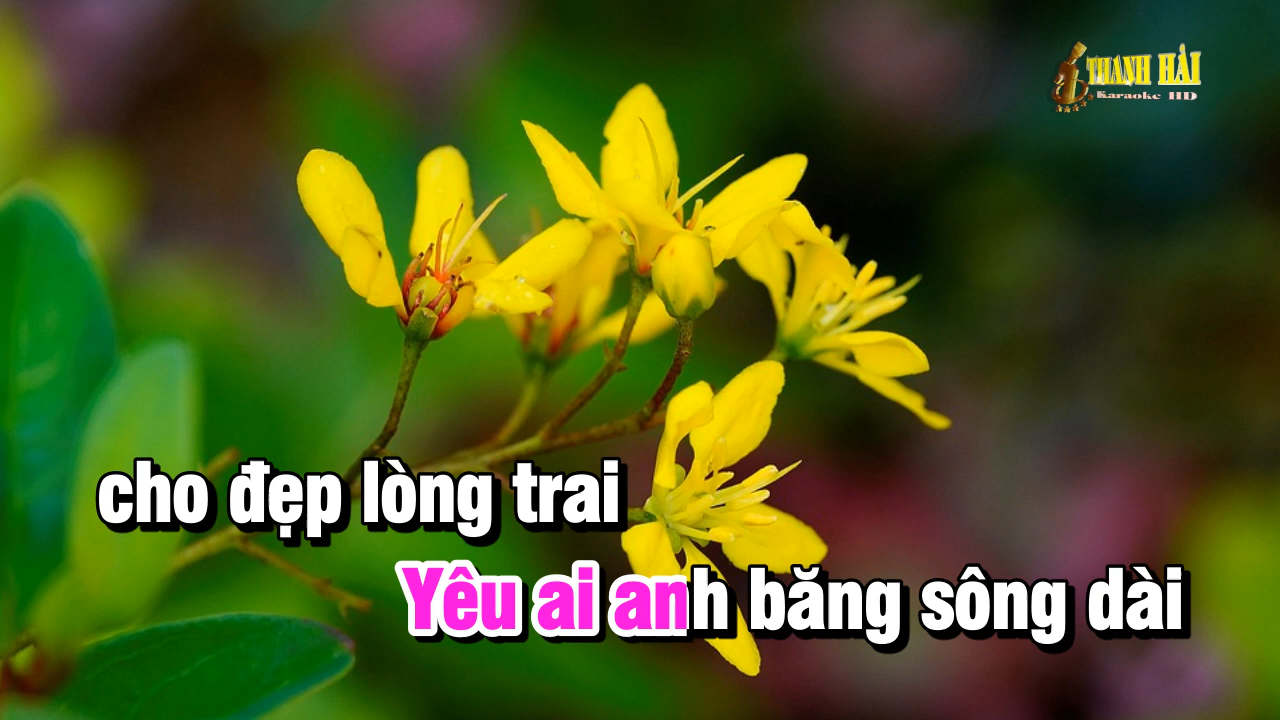 THANH HẢI
Karaoke HD
cho đẹp lòng trai
Yêu ai anh băng sông dài